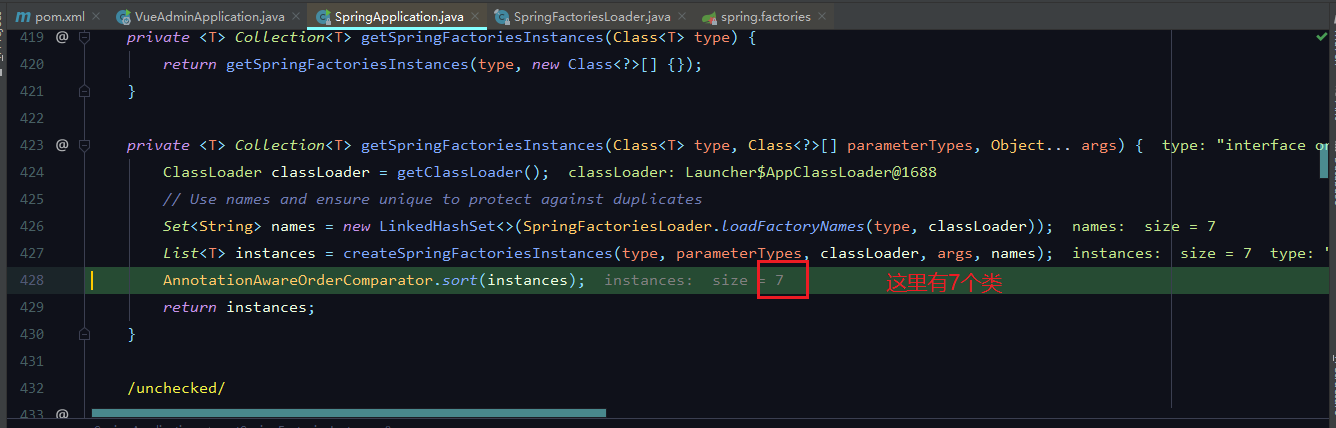 pom.xml × VueAdminApplication.java × SpringApplication.java × SpringFactoriesLoader.java × spring.factories ×
419 @ private <T> Collection<T> getSpringFactoriesInstances(Class<T> type) {
420 return getSpringFactoriesInstances(type, new Class<?>[] {});
421 }
422
423 @ private <T> Collection<T> getSpringFactoriesInstances(Class<T> type, Class<?>[] parameterTypes, Object... args) { type: "interface or
424 ClassLoader classLoader = getClassLoader(); classLoader: Launcher$AppClassLoader@1688
425 // Use names and ensure unique to protect against duplicates
426 Set<String> names = new LinkedHashSet<>(SpringFactoriesLoader.loadFactoryNames(type, classLoader)); names: size = 7
427 List<T> instances = createSpringFactoriesInstances(type, parameterTypes, classLoader, args, names); instances: size = 7 type: "
428 AnnotationAwareOrderComparator.sort(instances); instances: size = 7 这里有7个类
429 return instances;
430 }
431
432 /unchecked/
433 @